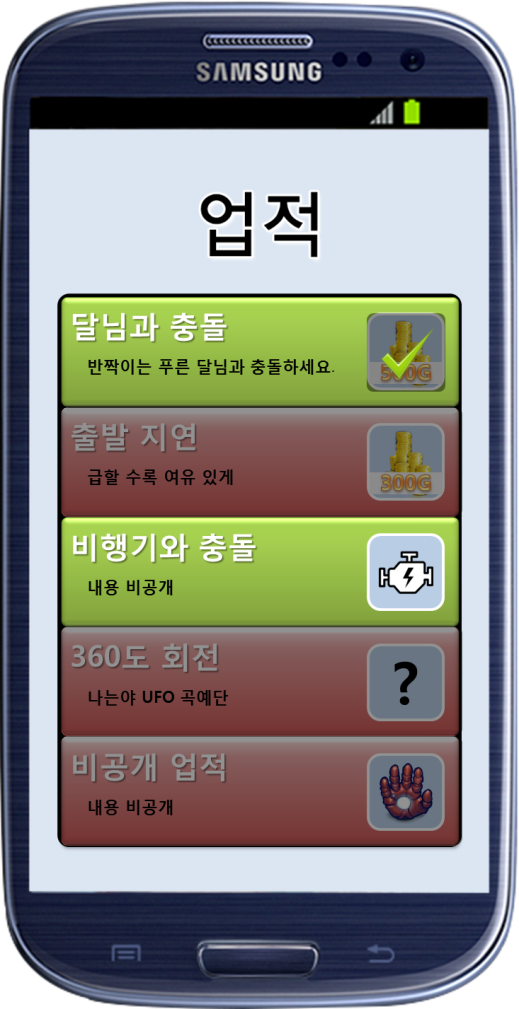 SAMSUNG
업적
달님과 충돌
반짝이는 푸른 달님과 충돌하세요.
500G
출발 지연
급할 수록 여유 있게
300G
비행기와 충돌
내용 비공개
360도 회전
나는야 UFO 곡예단
?
비공개 업적
내용 비공개